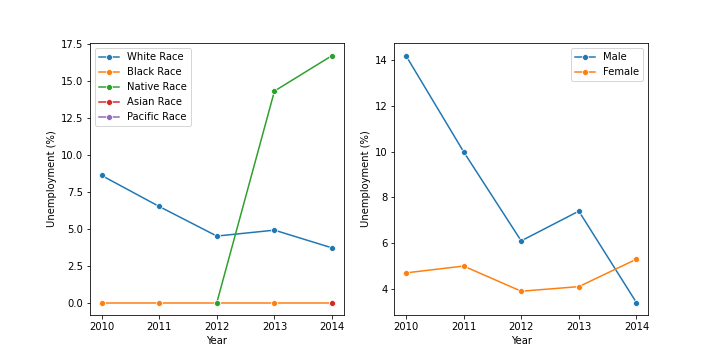 17.5
15.0
12.5
10.0
7.5
5.0
2.5
0.0
Unemployment (%)
White Race
Black Race
Native Race
Asian Race
Pacific Race
2010 2011 2012 2013 2014
Year
14
12
10
8
6
4
Unemployment (%)
Male
Female
2010 2011 2012 2013 2014
Year